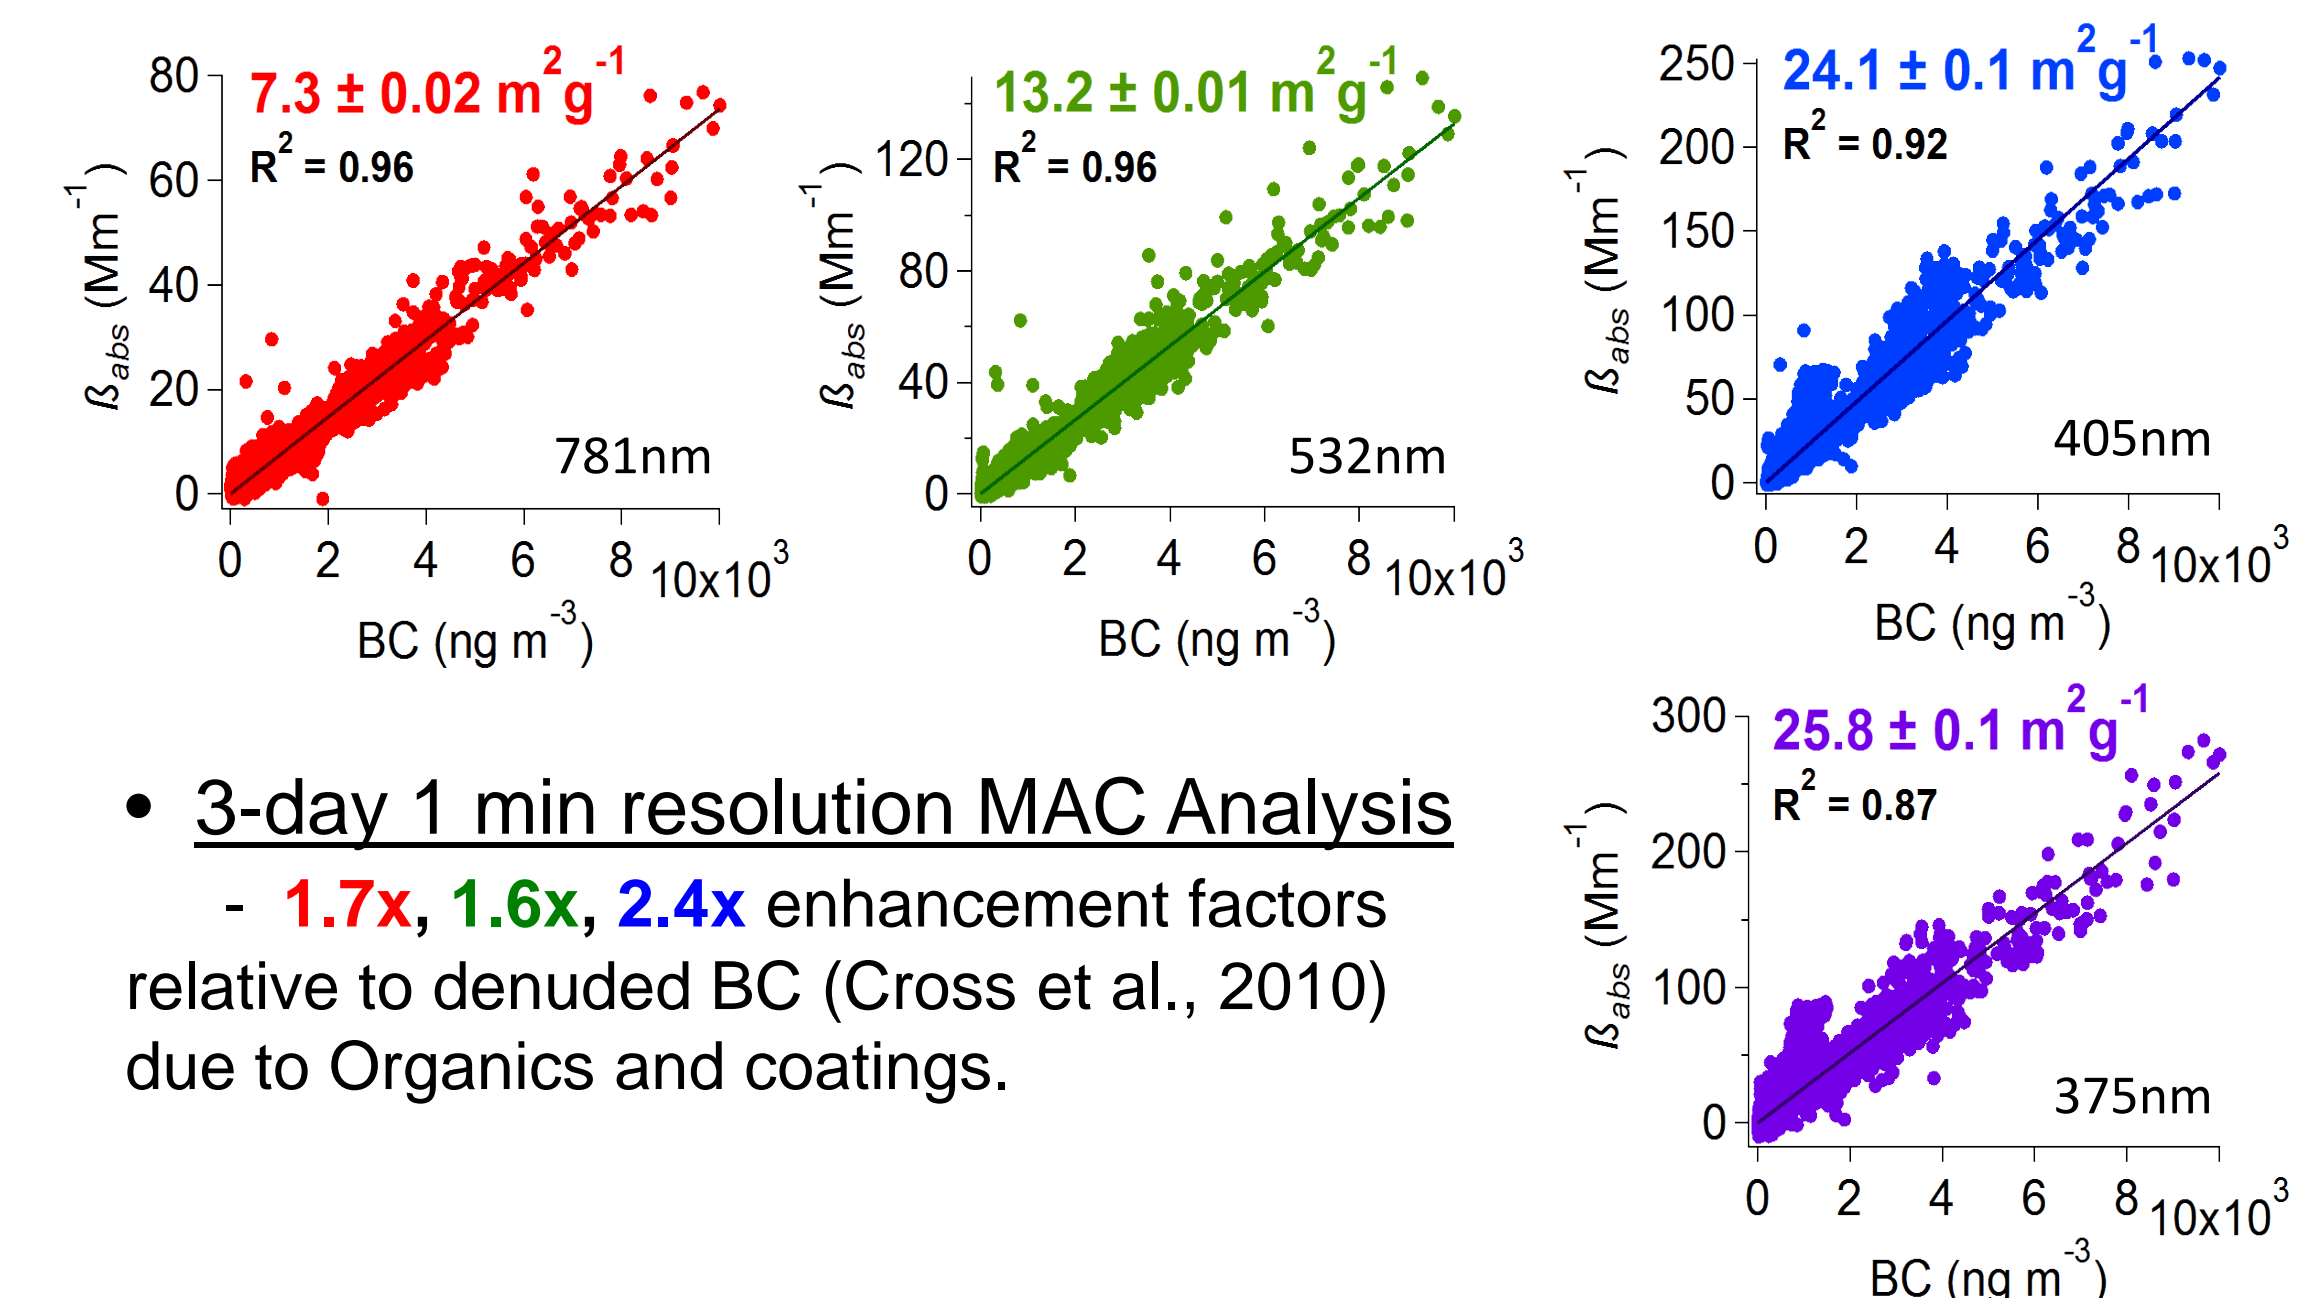 7.3 ± 0.02 m²g⁻¹
R² = 0.96
ßabs (Mm⁻¹)
80
60
40
20
0
781nm
0 2 4 6 8 10x10³
BC (ng m⁻³)
13.2 ± 0.01 m²g⁻¹
R² = 0.96
ßabs (Mm⁻¹)
120
80
40
0
532nm
0 2 4 6 8 10x10³
BC (ng m⁻³)
24.1 ± 0.1 m²g⁻¹
R² = 0.92
ßabs (Mm⁻¹)
250
200
150
100
50
0
405nm
0 2 4 6 8 10x10³
BC (ng m⁻³)
• 3-day 1 min resolution MAC Analysis
- 1.7x, 1.6x, 2.4x enhancement factors
relative to denuded BC (Cross et al., 2010)
due to Organics and coatings.
25.8 ± 0.1 m²g⁻¹
R² = 0.87
ßabs (Mm⁻¹)
300
200
100
0
375nm
0 2 4 6 8 10x10³
BC (ng m⁻³)